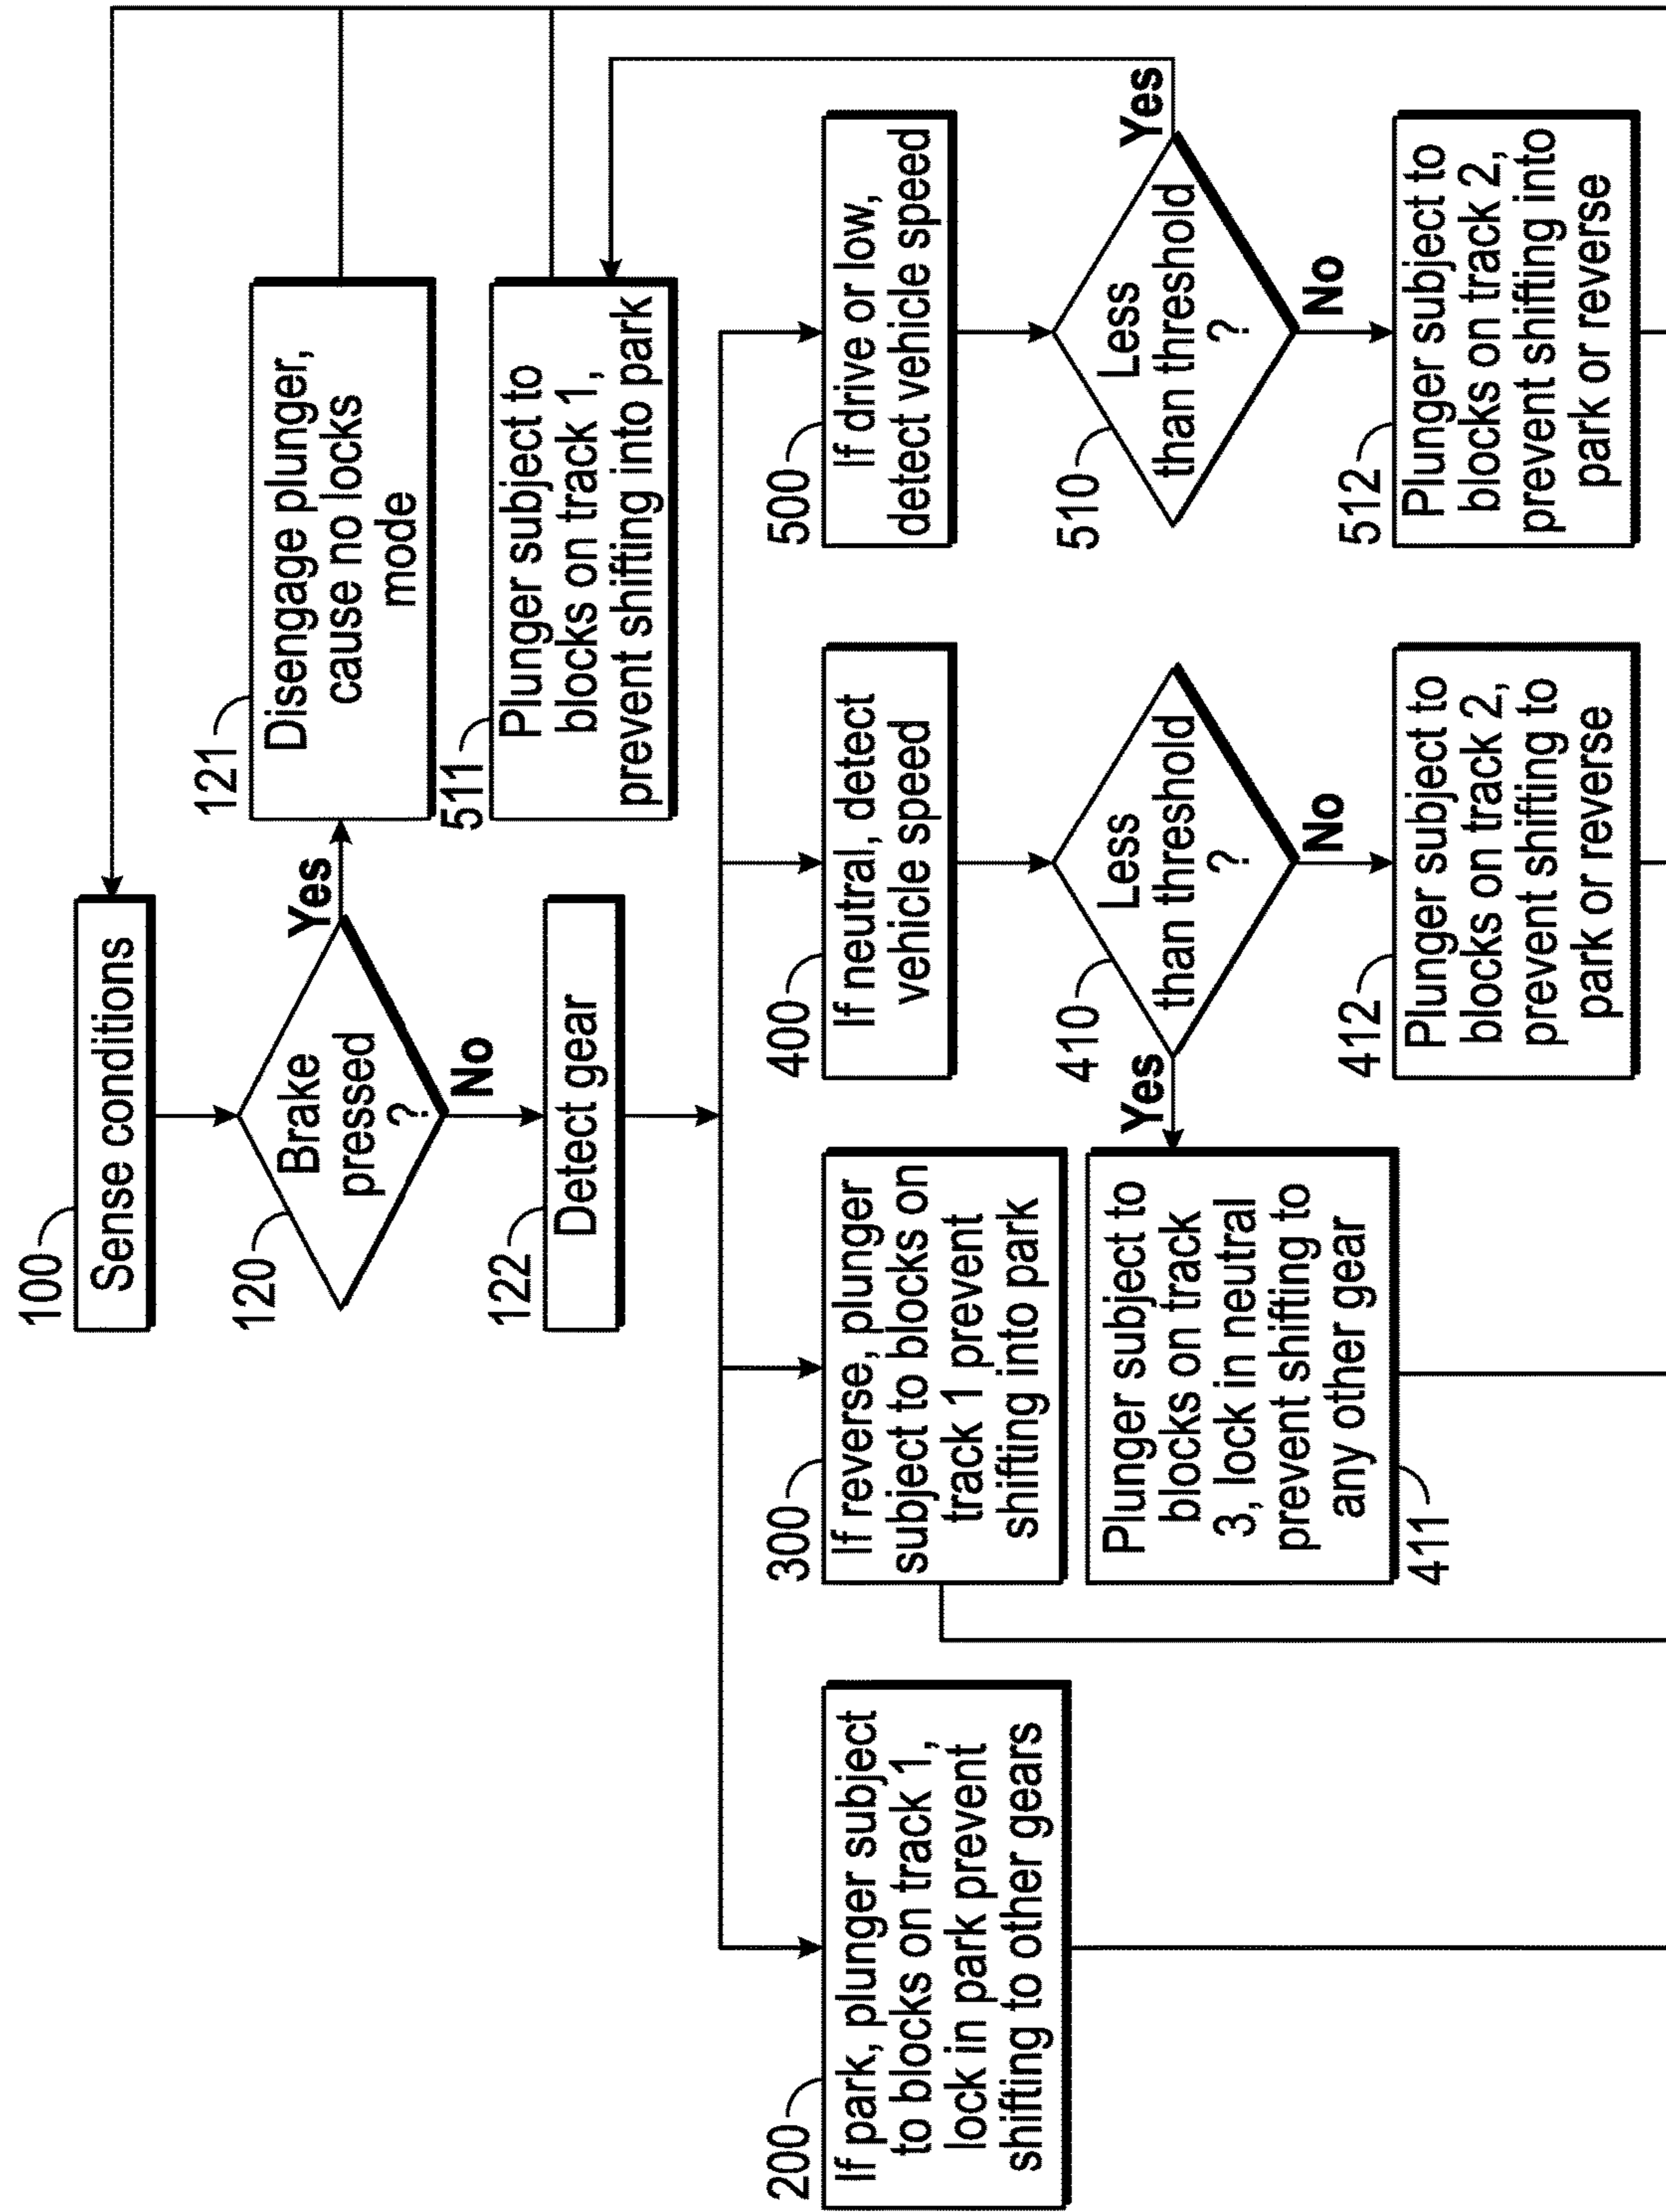 100
Sense conditions
120
Brake
pressed
?
Yes
No
121
Disengage plunger,
cause no locks
mode
122
Detect gear
511
Plunger subject to
blocks on track 1,
prevent shifting into park
200
If park, plunger subject
to blocks on track 1,
lock in park prevent
shifting to other gears
300
If reverse, plunger
subject to blocks on
track 1 prevent
shifting into park
400
If neutral, detect
vehicle speed
500
If drive or low,
detect vehicle speed
410
Less
than threshold
?
Yes
No
510
Less
than threshold
?
Yes
No
Plunger subject to
blocks on track
3, lock in neutral
prevent shifting to
any other gear
411
412
Plunger subject to
blocks on track 2,
prevent shifting to
park or reverse
512
Plunger subject to
blocks on track 2,
prevent shifting into
park or reverse